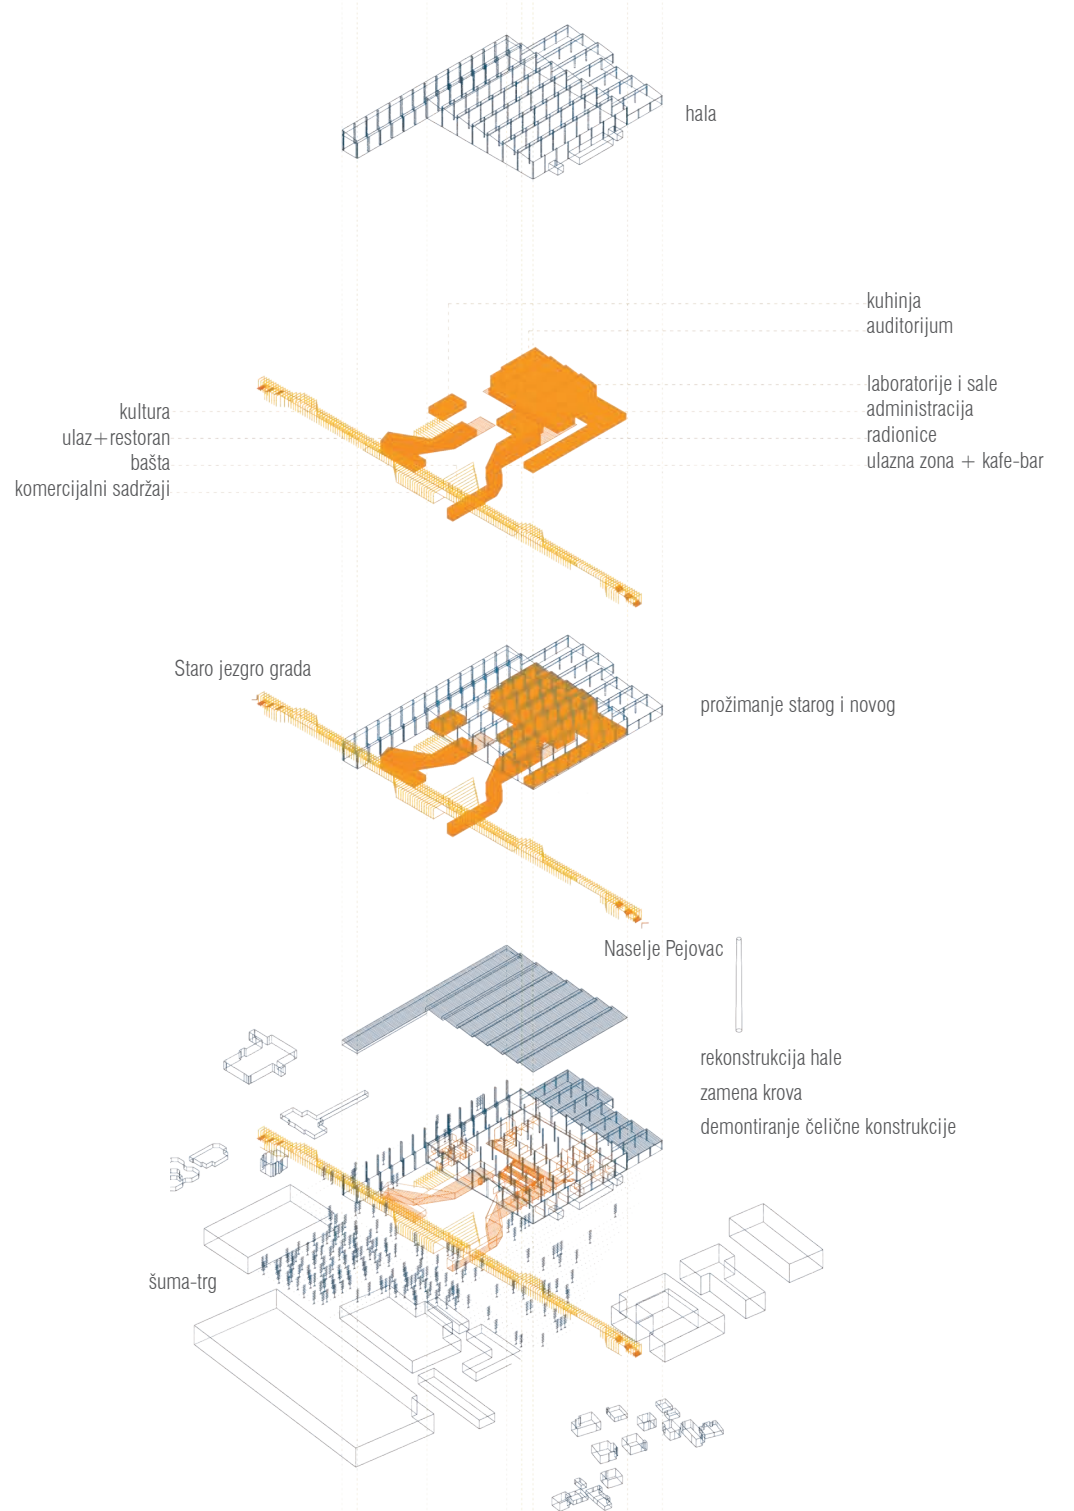 hala
kuhinja
auditorijum
laboratorije i sale
administracija
radionice
ulazna zona + kafe-bar
kultura
ulaz+restoran
bašta
komercijalni sadržaji
Staro jezgro grada
prožimanje starog i novog
Naselje Pejovac
rekonstrukcija hale
zamena krova
demontiranje čelične konstrukcije
šuma-trg